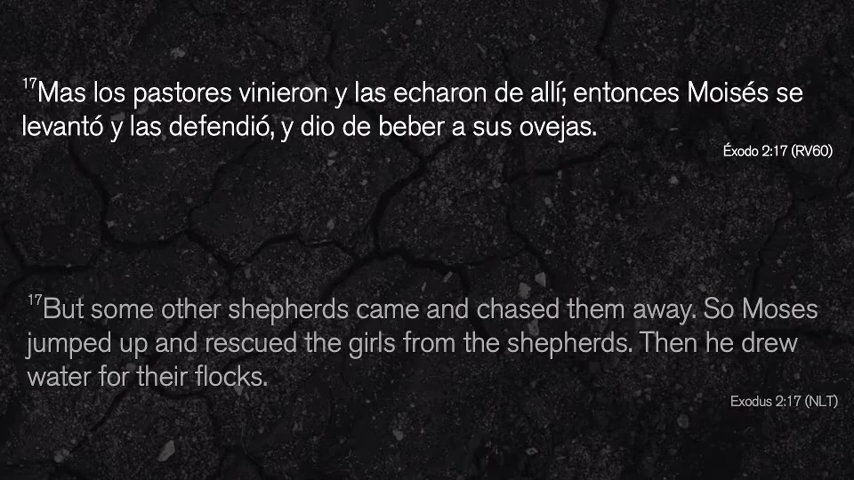 17Mas los pastores vinieron y las echaron de allí; entonces Moisés se
levantó y las defendió, y dio de beber a sus ovejas.
Éxodo 2:17 (RV60)
17But some other shepherds came and chased them away. So Moses
jumped up and rescued the girls from the shepherds. Then he drew
water for their flocks.
Exodus 2:17 (NLT)